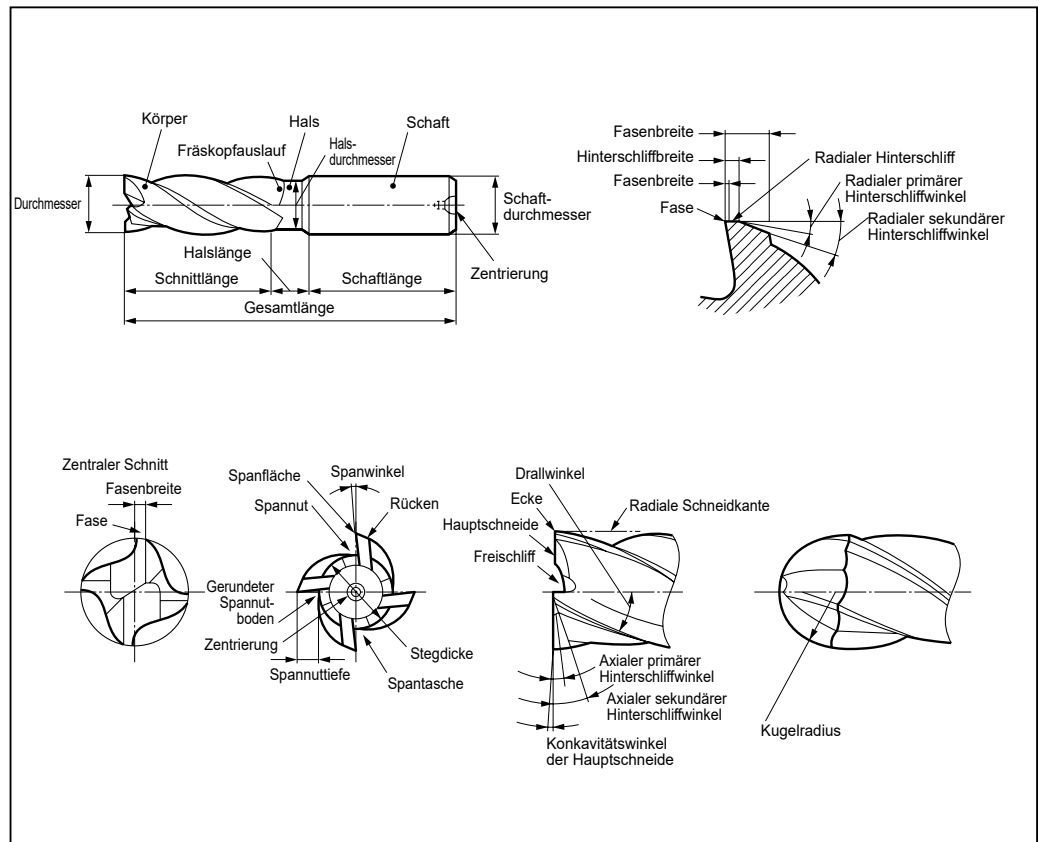 Körper
Hals
Schaft
Fräskopfauslauf
Hals-
durchmesser
Durchmesser
Schaft-
durchmesser
Halslänge
Zentrierung
Schnittlänge
Schaftlänge
Gesamtlänge
Fasenbreite
Hinterschliffbreite
Radialer Hinterschliff
Fasenbreite
Radialer primärer
Hinterschliffwinkel
Fase
Radialer sekundärer
Hinterschliffwinkel
Zentraler Schnitt
Fasenbreite
Fase
Spanfläche
Spanwinkel
Spannut
Rücken
Gerundeter
Spannut-
boden
Zentrierung
Stegdicke
Spannuttiefe
Spantasche
Drallwinkel
Ecke
Radiale Schneidkante
Hauptschneide
Freischliff
Axialer primärer
Hinterschliffwinkel
Axialer sekundärer
Hinterschliffwinkel
Konkavitätswinkel
der Hauptschneide
Kugelradius